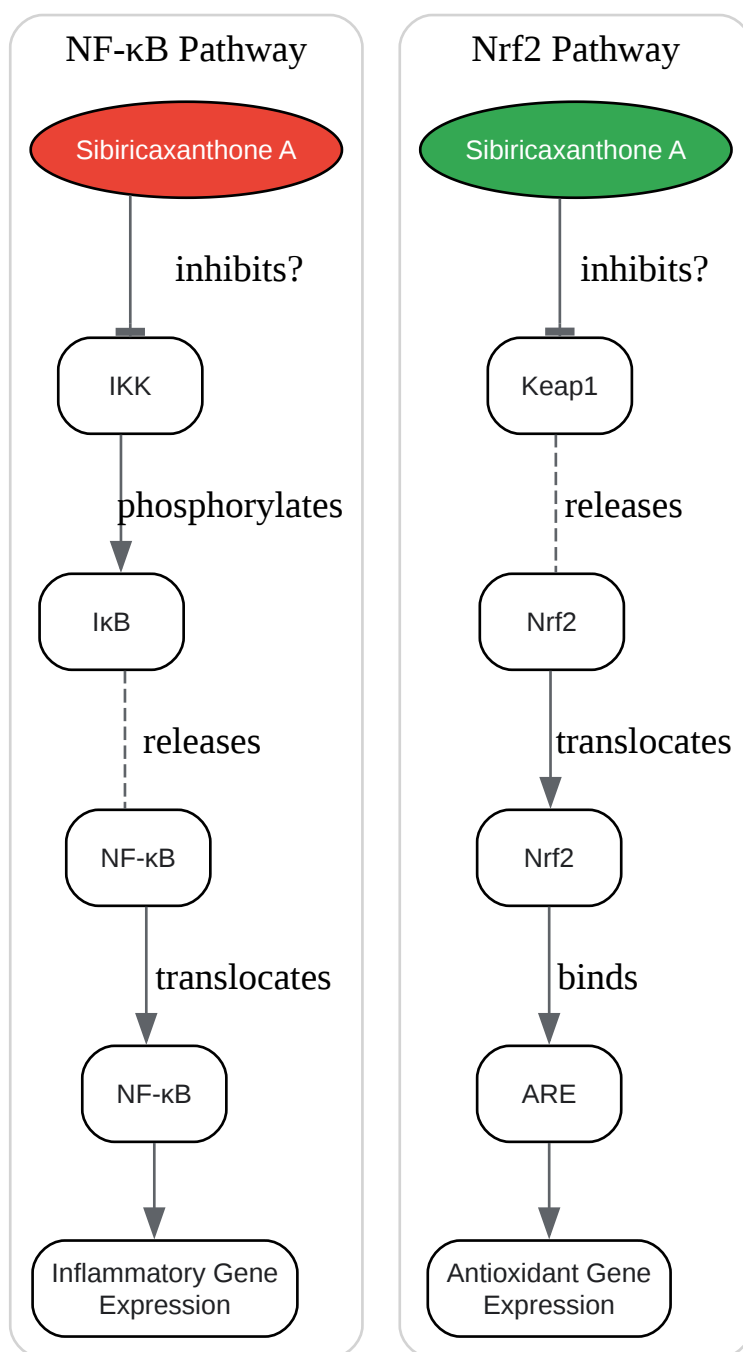 NF-κB Pathway
Sibiricaxanthone A
inhibits?
IKK
phosphorylates
IκB
releases
NF-κB
translocates
NF-κB
Inflammatory Gene
Expression
Nrf2 Pathway
Sibiricaxanthone A
inhibits?
Keap1
releases
Nrf2
translocates
Nrf2
binds
ARE
Antioxidant Gene
Expression